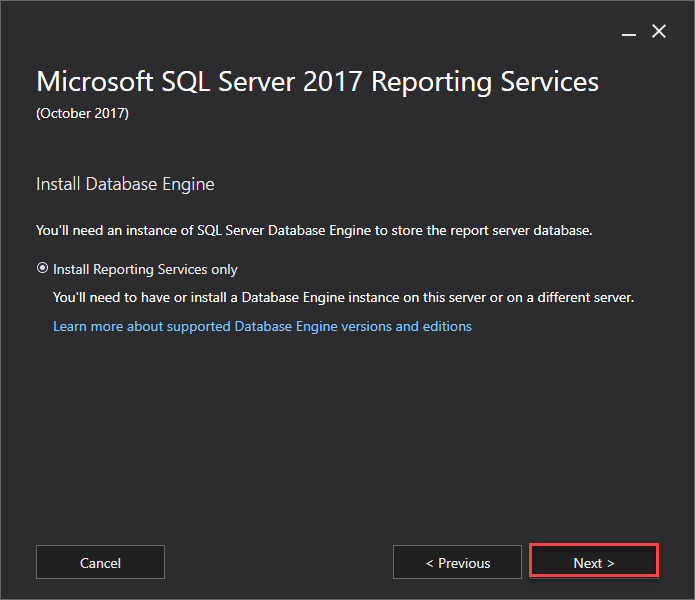 Microsoft SQL Server 2017 Reporting Services
(October 2017)
Install Database Engine
You'll need an instance of SQL Server Database Engine to store the report server database.
Install Reporting Services only
You'll need to have or install a Database Engine instance on this server or on a different server.
Learn more about supported Database Engine versions and editions
Cancel
< Previous
Next >